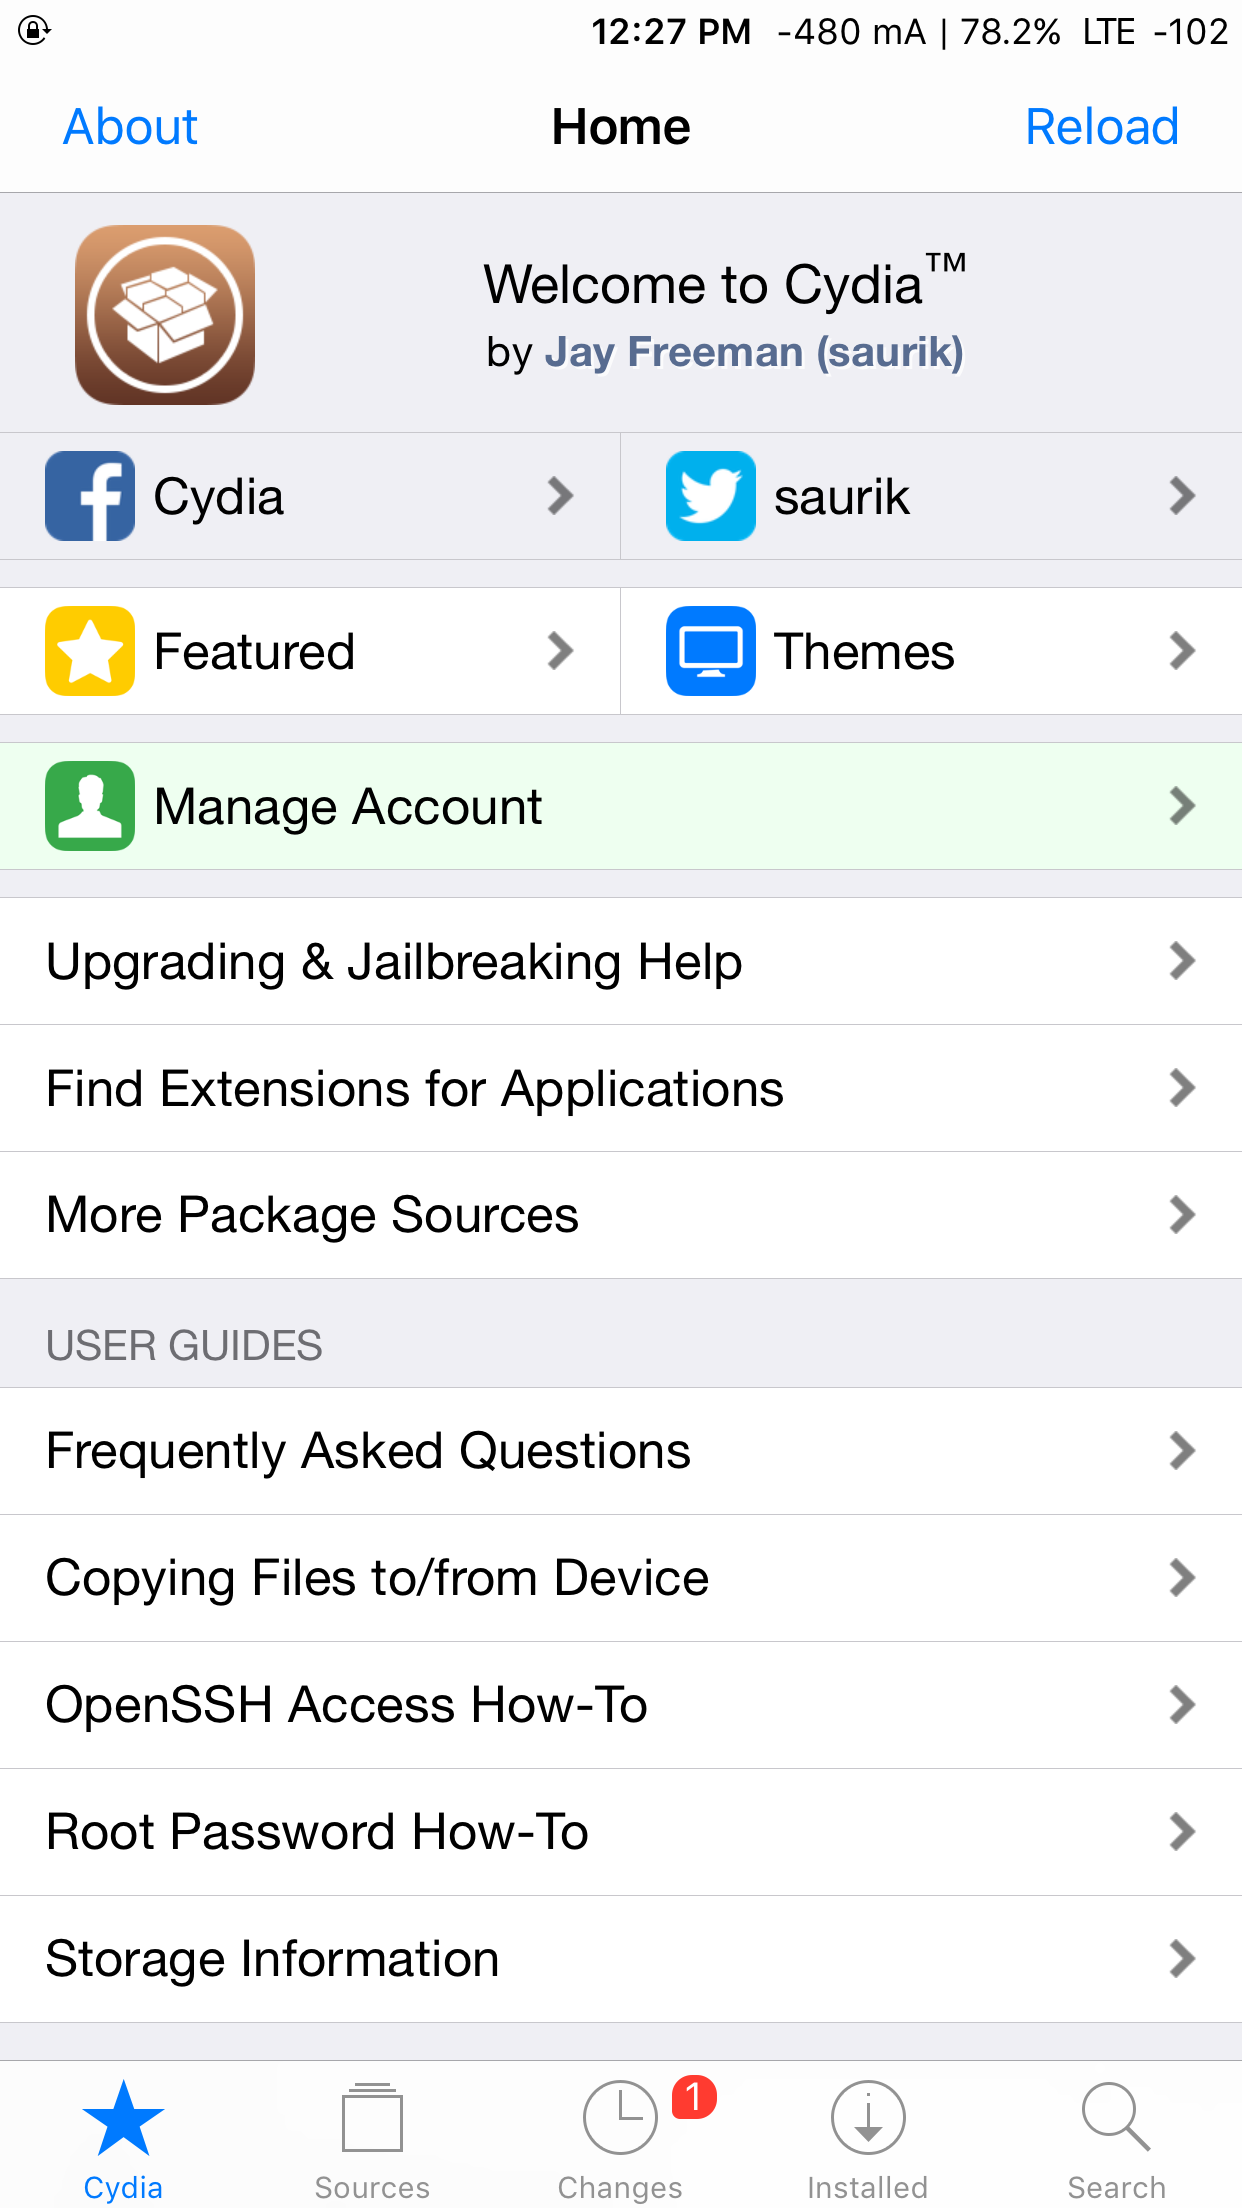 12:27 PM -480 mA | 78.2% LTE -102
About Home Reload
Welcome to Cydia™
by Jay Freeman (saurik)
Cydia saurik
Featured Themes
Manage Account
Upgrading & Jailbreaking Help
Find Extensions for Applications
More Package Sources
USER GUIDES
Frequently Asked Questions
Copying Files to/from Device
OpenSSH Access How-To
Root Password How-To
Storage Information
1
Cydia Sources Changes Installed Search